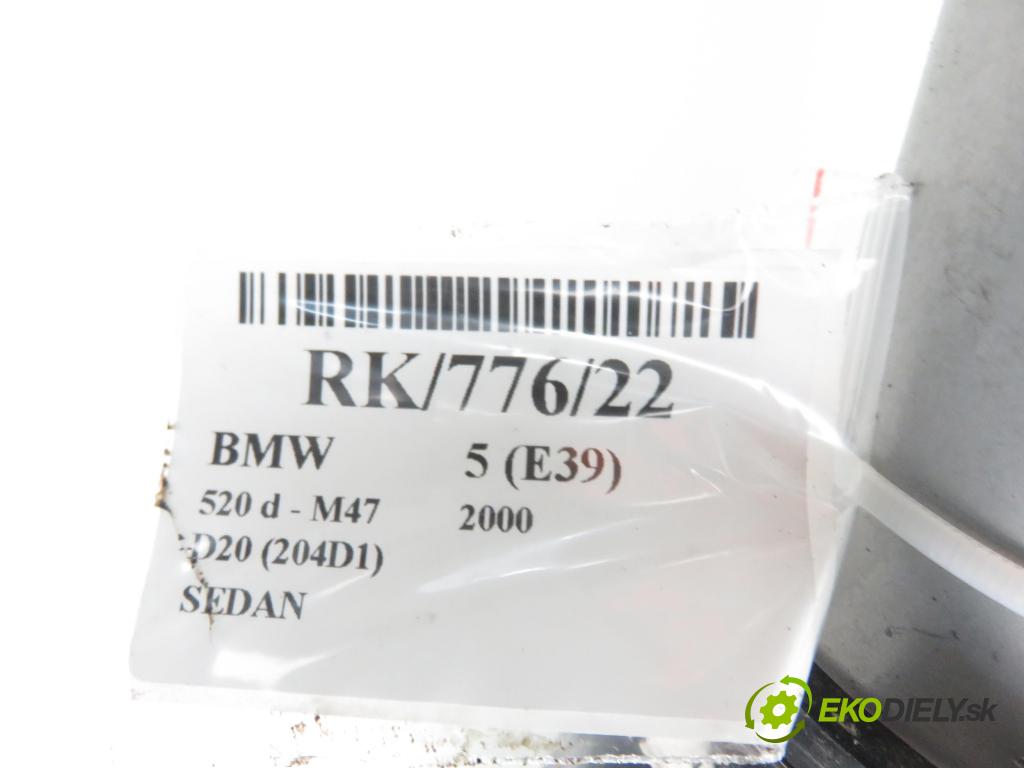 RK/776/22
BMW 5 (E39)
520 d - M47 2000
D20 (204D1)
SEDAN
EKODIELY.sk